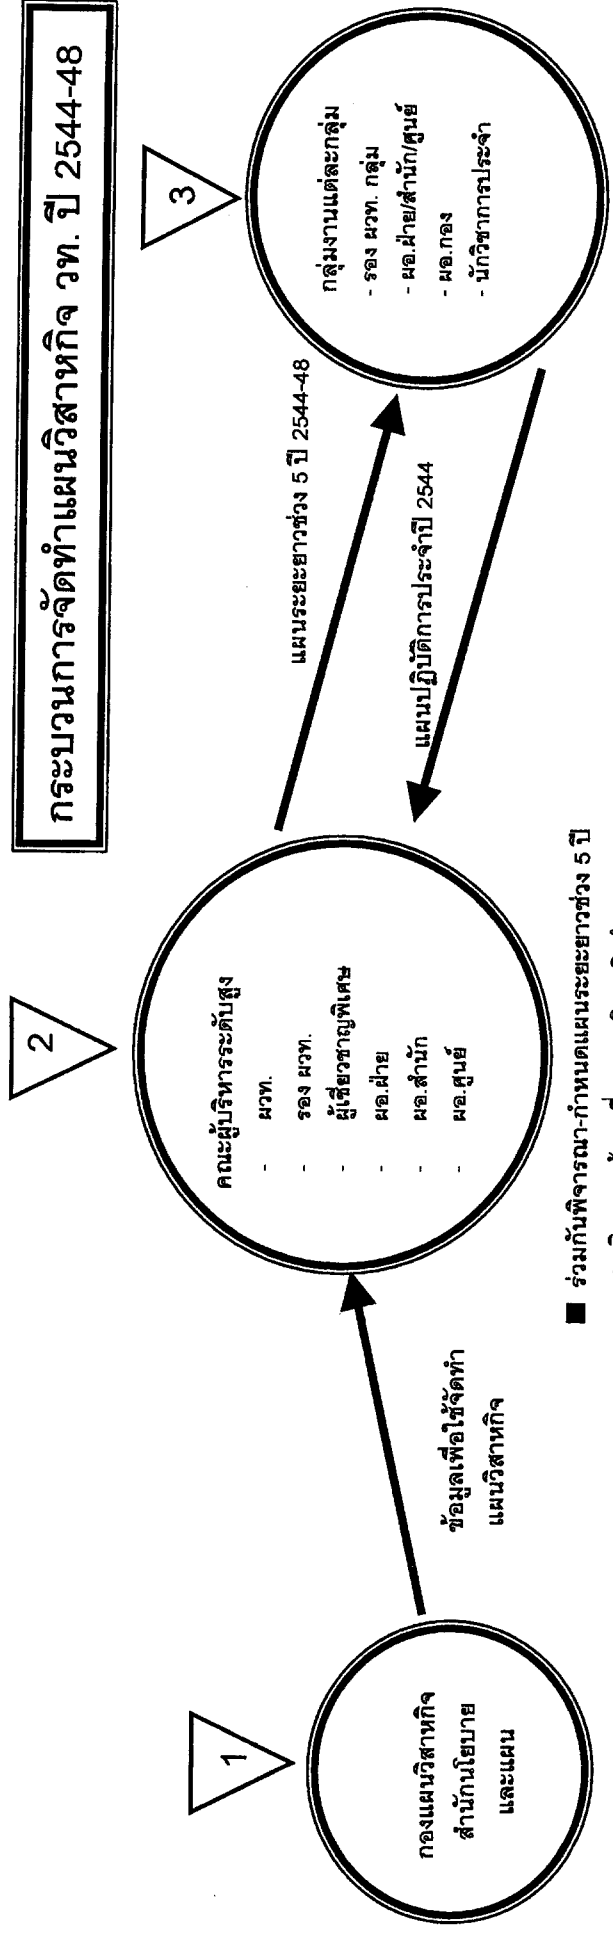 กระบวนการจัดทำแผนวิสาหกิจ วท. ปี 2544-48
1
กองแผนวิสาหกิจ
สำนักนโยบาย
และแผน
ข้อมูลเพื่อใช้จัดทำ
แผนวิสาหกิจ
2
คณะผู้บริหารระดับสูง
- ผวท.
- รอง ผวท.
- ผู้เชี่ยวชาญพิเศษ
- ผอ.ฝ่าย
- ผอ.สำนัก
- ผอ.ศูนย์
■ ร่วมกันพิจารณา-กำหนดแผนระยะยาวช่วง 5 ปี
แผนระยะยาวช่วง 5 ปี 2544-48
แผนปฏิบัติการประจำปี 2544
3
กลุ่มงานแต่ละกลุ่ม
- รอง ผวท. กลุ่ม
- ผอ.ฝ่าย/สำนัก/ศูนย์
- ผอ.กอง
- นักวิชาการประจำ